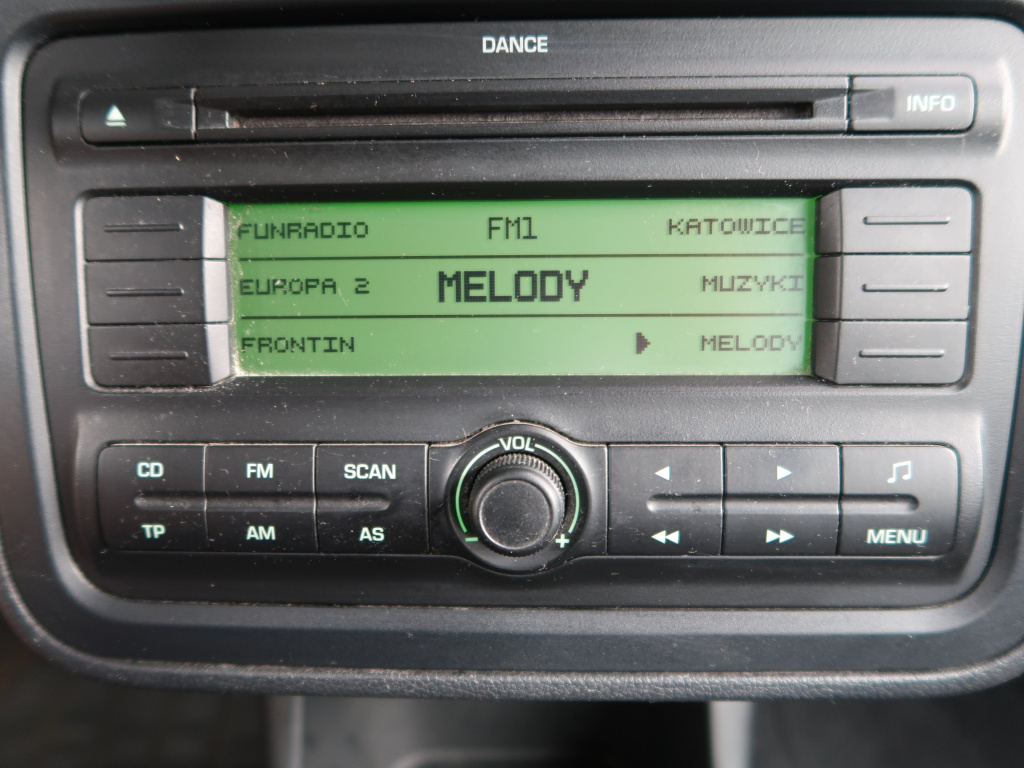 DANCE
INFO
FUNRADIO FM1 KATOWICE
EUROPA 2 MELODY MUZYKI
FRONTIN MELODY
VOL
CD FM SCAN
TP AM AS
- +
MENU